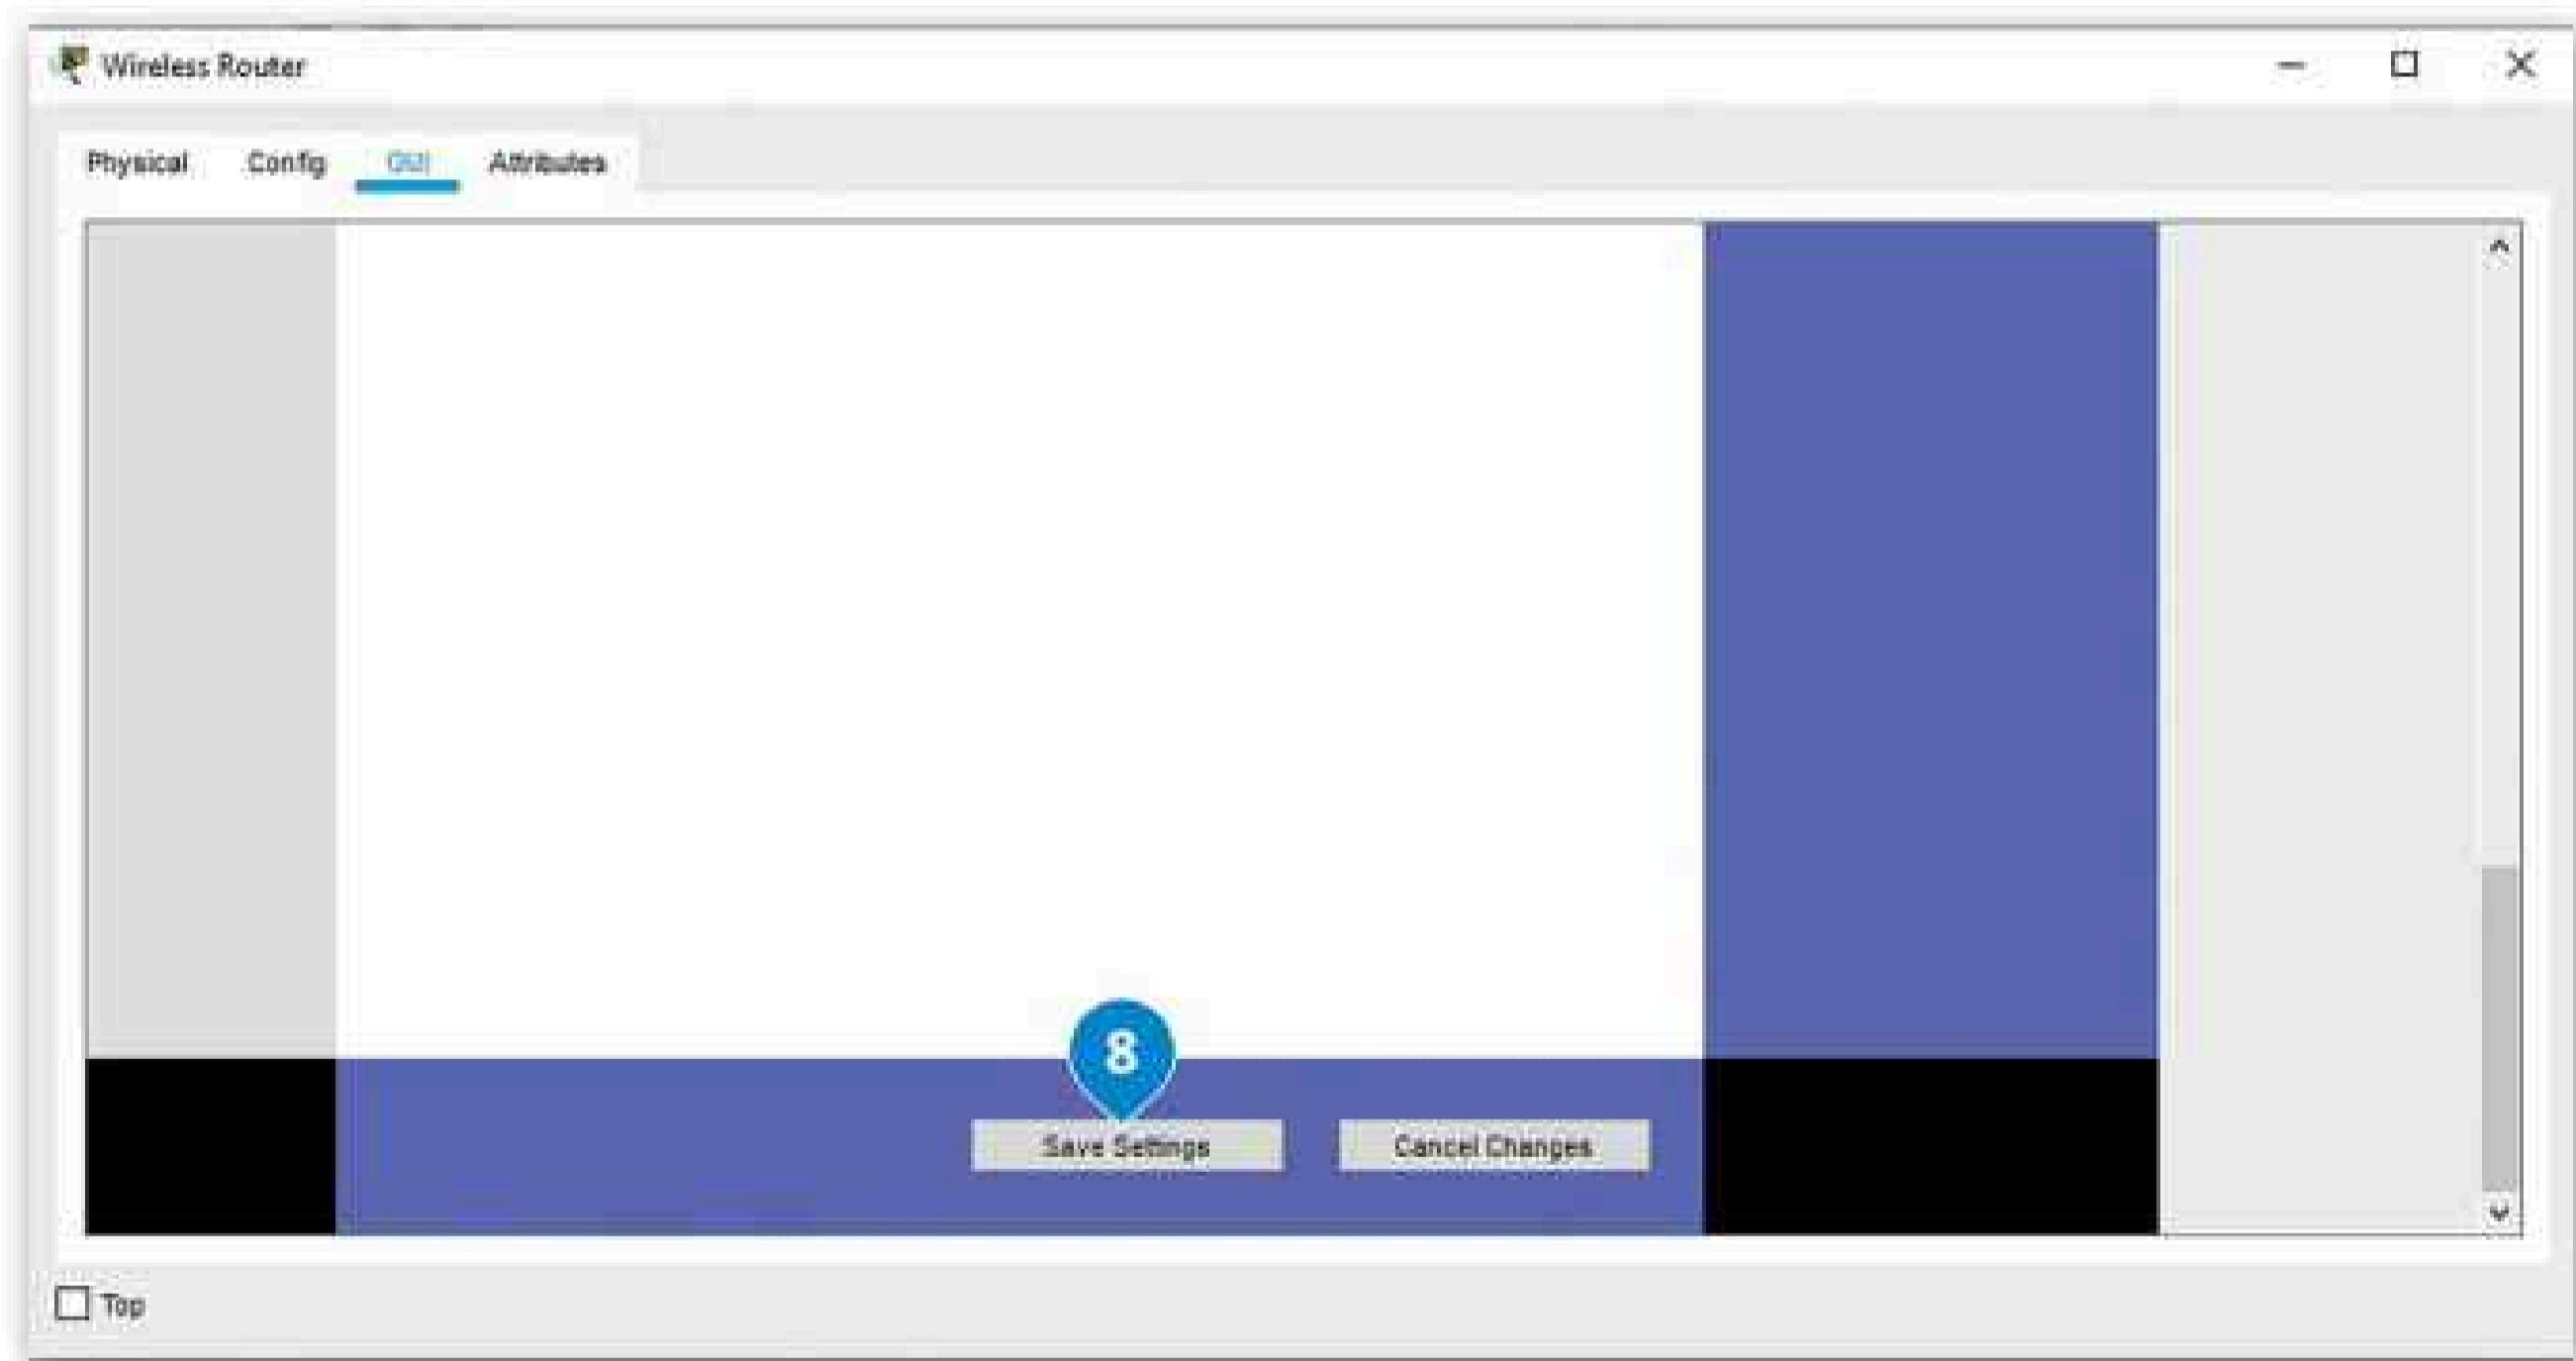 Wireless Router
Physical Config GUI Attributes
8
Save Settings Cancel Changes
Top